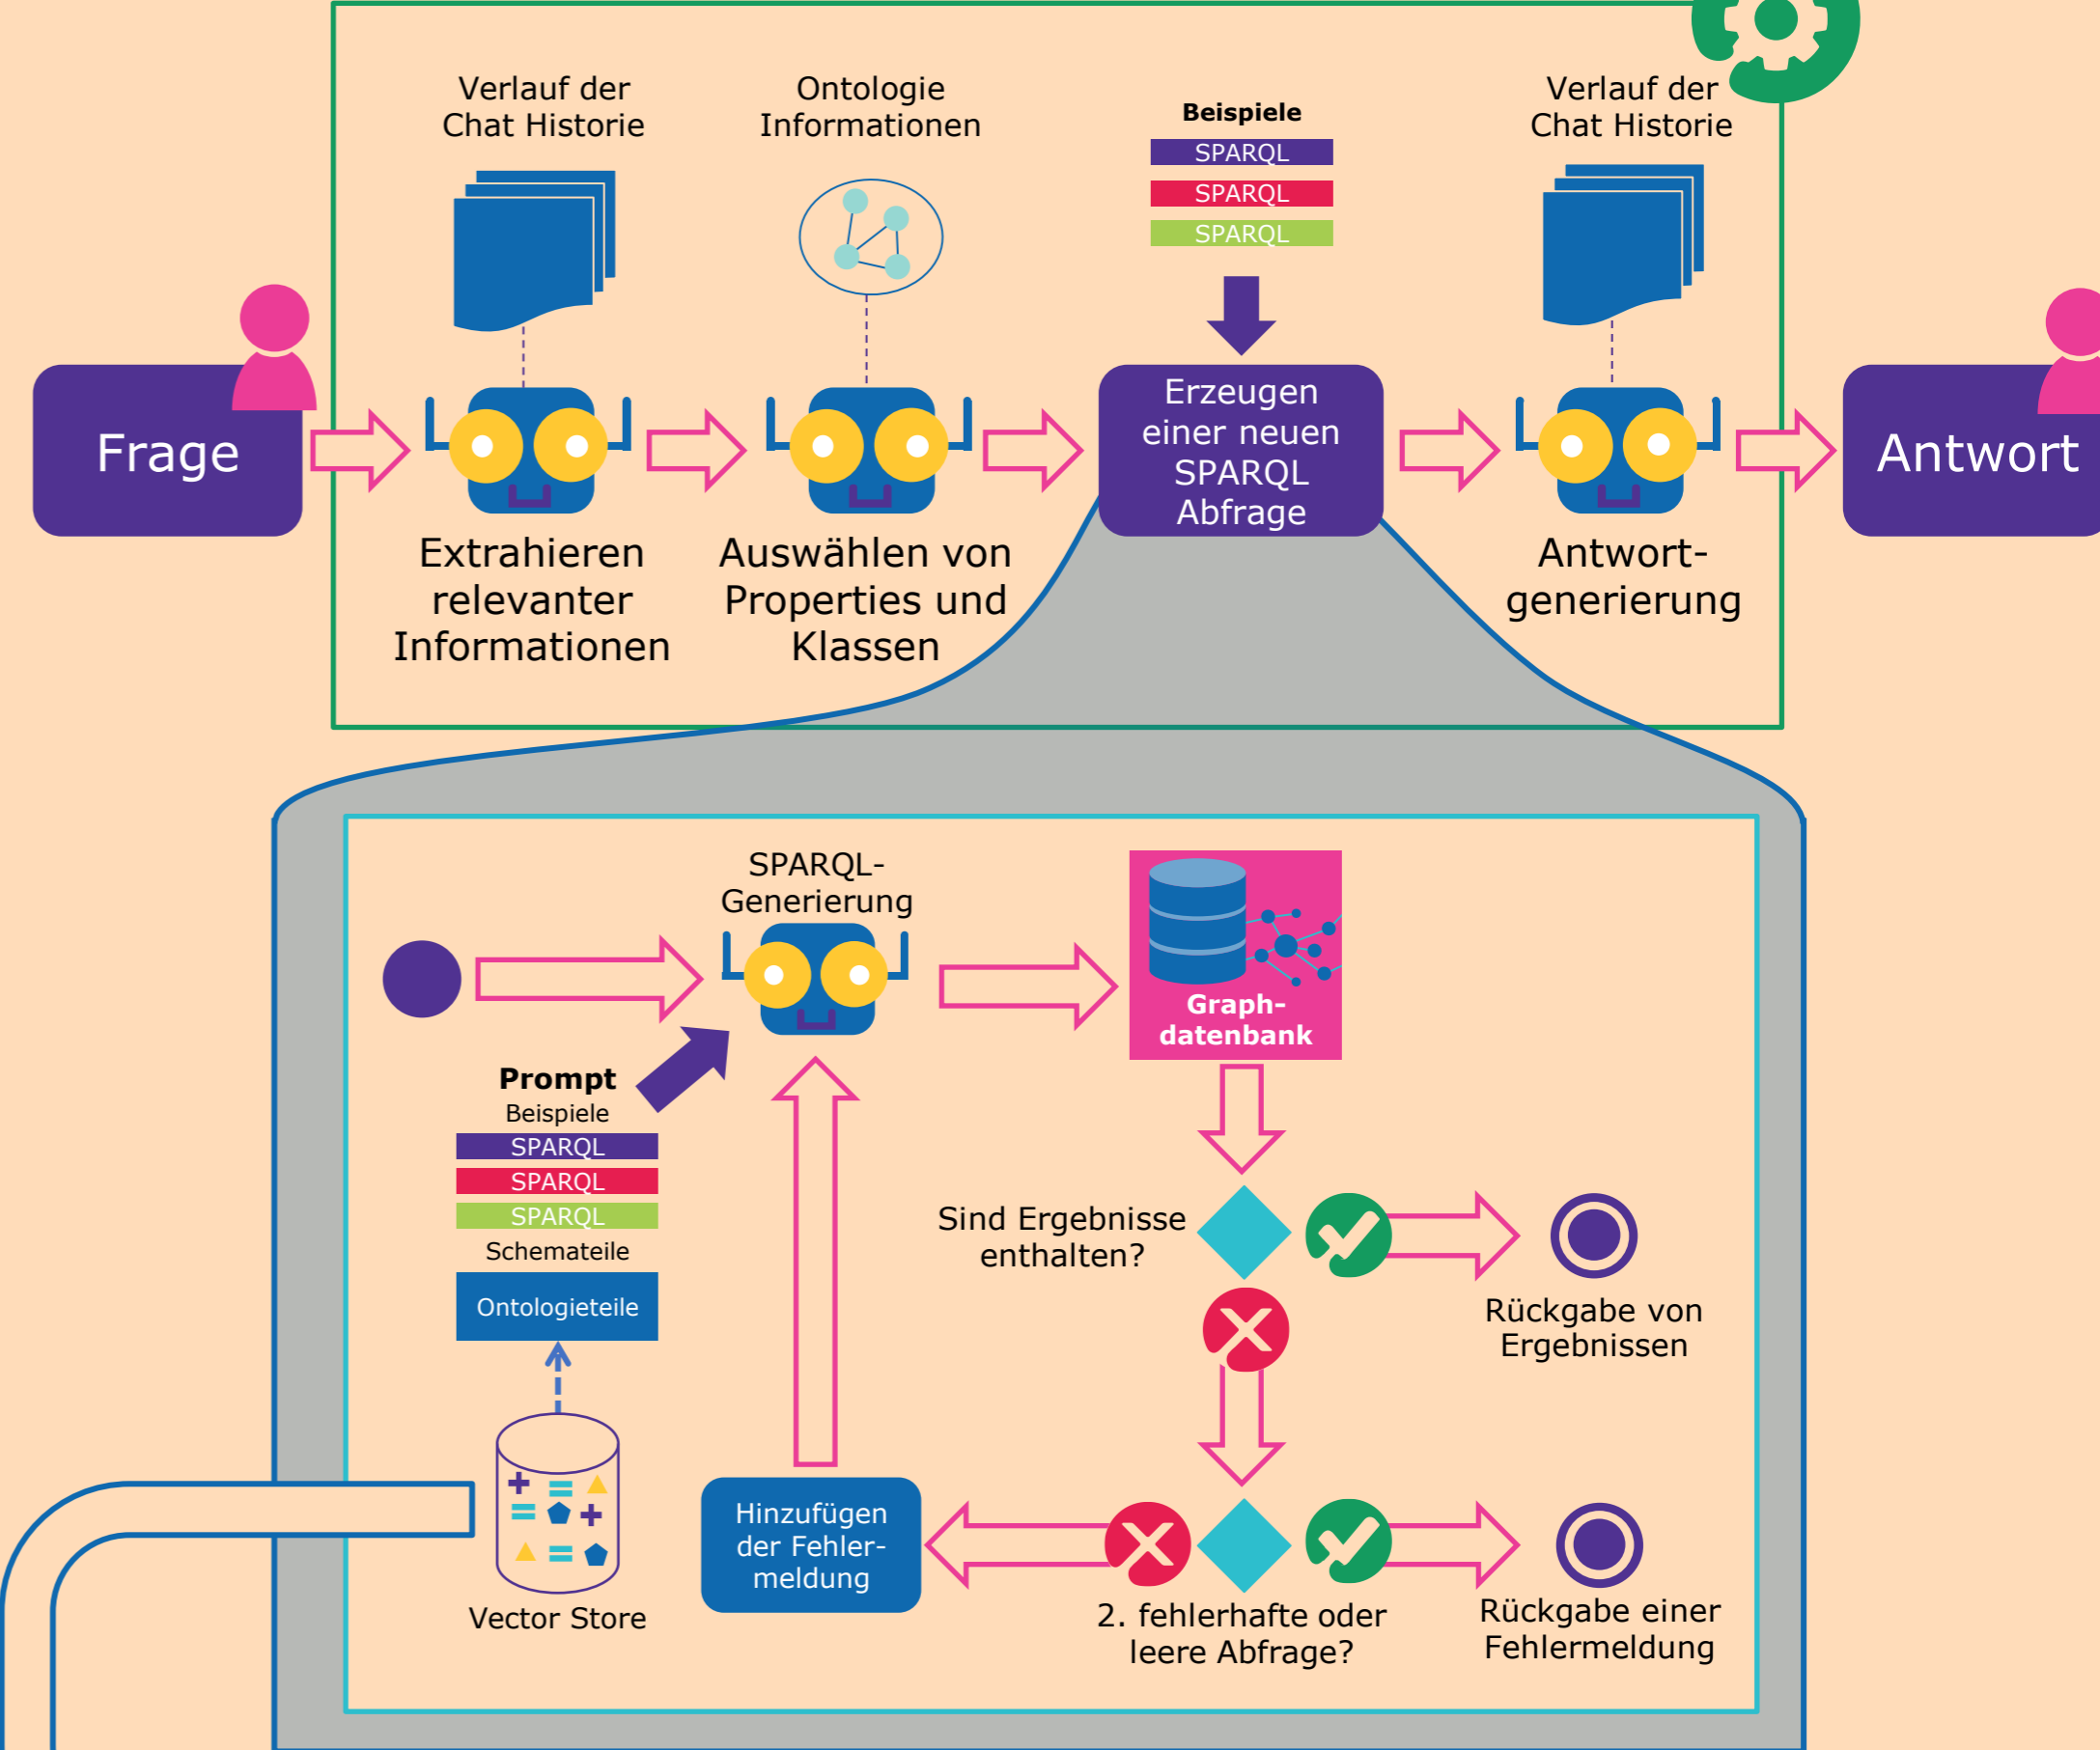 Verlauf der
Chat Historie
Ontologie
Informationen
Beispiele
SPARQL
SPARQL
SPARQL
Verlauf der
Chat Historie
Frage
Extrahieren
relevanter
Informationen
Auswählen von
Properties und
Klassen
Erzeugen
einer neuen
SPARQL
Abfrage
Antwort-
generierung
Antwort
SPARQL-
Generierung
Graph-
datenbank
Prompt
Beispiele
SPARQL
SPARQL
SPARQL
Schemateile
Ontologieteile
Vector Store
Sind Ergebnisse
enthalten?
Rückgabe von
Ergebnissen
Hinzufügen
der Fehler-
meldung
2. fehlerhafte oder
leere Abfrage?
Rückgabe einer
Fehlermeldung